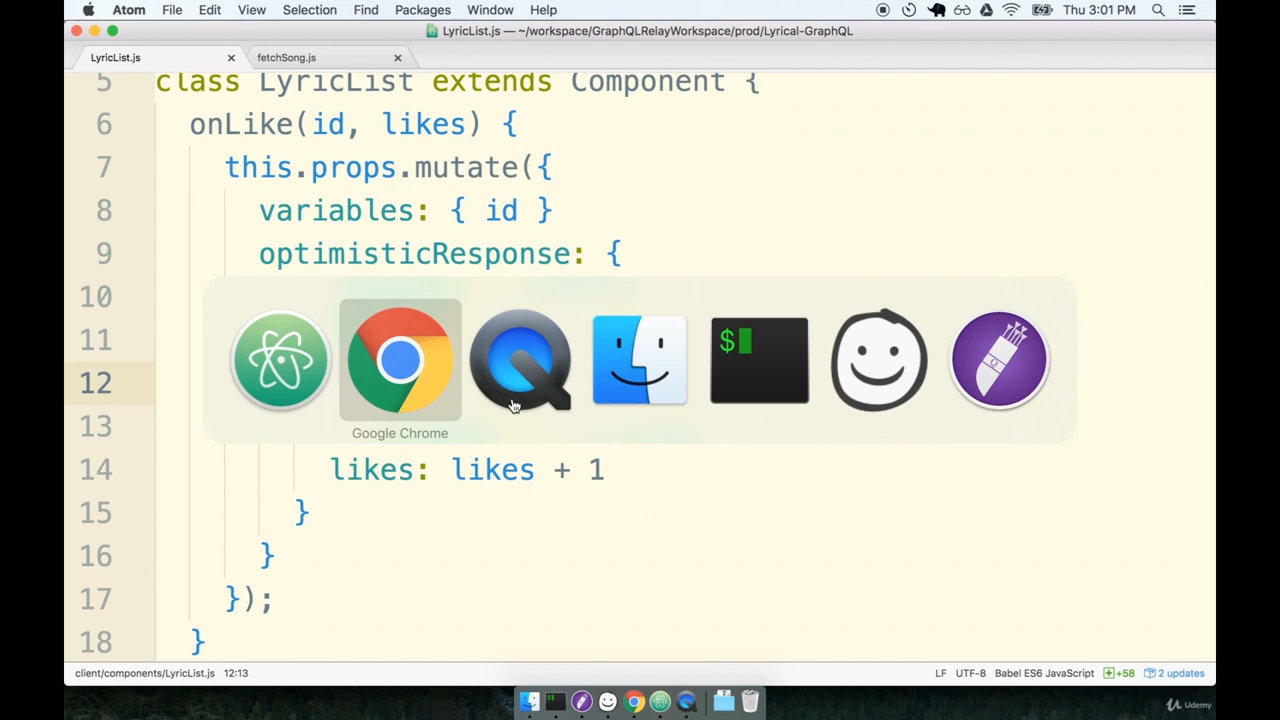 Atom File Edit View Selection Find Packages Window Help Thu 3:01 PM
LyricList.js — ~/workspace/GraphQLRelayWorkspace/prod/Lyrical-GraphQL
LyricList.js fetchSong.js
5 class LyricList extends Component {
6 onLike(id, likes) {
7 this.props.mutate({
8 variables: { id }
9 optimisticResponse: {
10
11
12
$
Google Chrome
13
14 likes: likes + 1
15 }
16 }
17 });
18 }
client/components/LyricList.js 12:13 LF UTF-8 Babel ES6 JavaScript +58 2 updates
Udemy